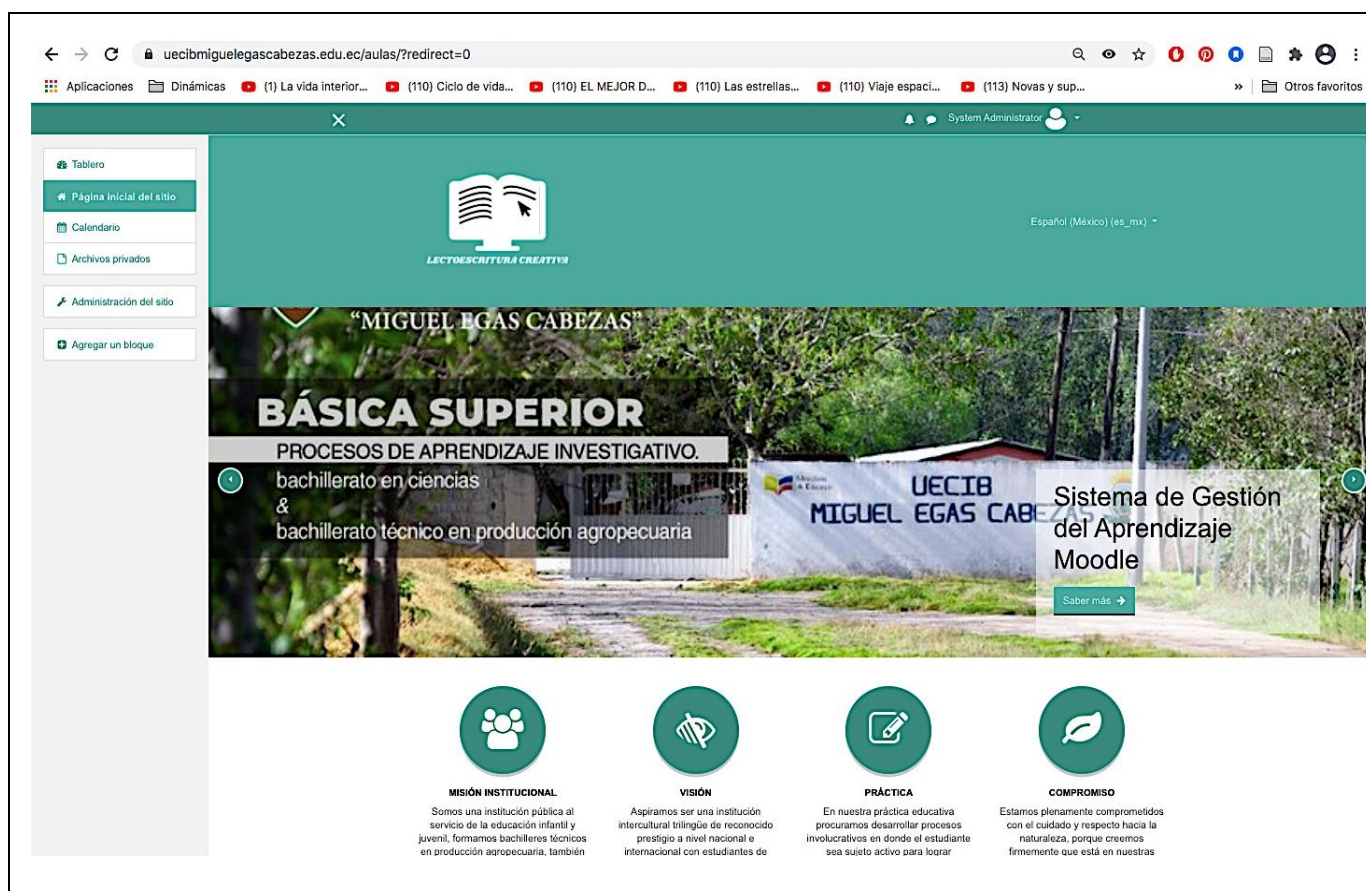 uecibmiguelegascabezas.edu.ec/aulas/?redirect=0
Aplicaciones Dinámicas (1) La vida interior... (110) Ciclo de vida... (110) EL MEJOR D... (110) Las estrellas... (110) Viaje espaci... (113) Novas y sup... » Otros favoritos
System Administrator
Tablero
Página inicial del sitio
Calendario
Archivos privados
Administración del sitio
Agregar un bloque
LECTOESCRITURA CREATIVA
Español (México) (es_mx)
“MIGUEL EGAS CABEZAS”
BÁSICA SUPERIOR
PROCESOS DE APRENDIZAJE INVESTIGATIVO.
bachillerato en ciencias
&
bachillerato técnico en producción agropecuaria
Ministerio
de Educación
UECIB
MIGUEL EGAS CABEZAS
Sistema de Gestión
del Aprendizaje
Moodle
Saber más
MISIÓN INSTITUCIONAL
Somos una institución pública al
servicio de la educación infantil y
juvenil, formamos bachilleres técnicos
en producción agropecuaria, también
VISIÓN
Aspiramos ser una institución
intercultural trilingüe de reconocido
prestigio a nivel nacional e
internacional con estudiantes de
PRÁCTICA
En nuestra práctica educativa
procuramos desarrollar procesos
involucrativos en donde el estudiante
sea sujeto activo para lograr
COMPROMISO
Estamos plenamente comprometidos
con el cuidado y respeto hacia la
naturaleza, porque creemos
firmemente que está en nuestras